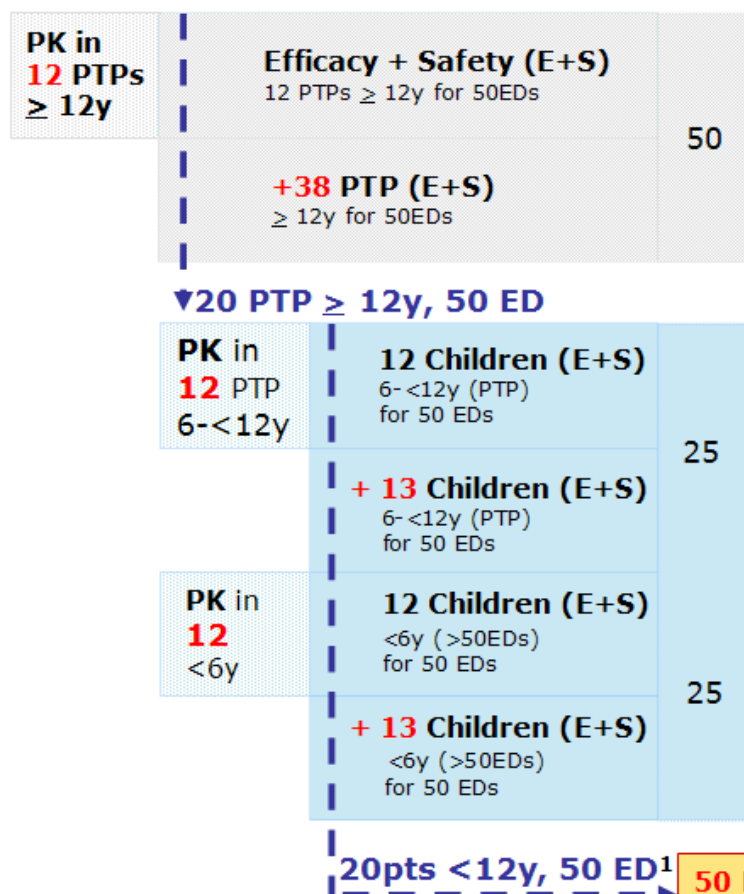 PK in
12 PTPs
≥ 12y
Efficacy + Safety (E+S)
12 PTPs ≥ 12y for 50EDs
+38 PTP (E+S)
≥ 12y for 50EDs
50
20 PTP ≥ 12y, 50 ED
PK in
12 PTP
6-<12y
12 Children (E+S)
6-<12y (PTP)
for 50 EDs
+ 13 Children (E+S)
6-<12y (PTP)
for 50 EDs
25
PK in
12
<6y
12 Children (E+S)
<6y (>50EDs)
for 50 EDs
+ 13 Children (E+S)
<6y (>50EDs)
for 50 EDs
25
20pts <12y, 50 ED¹
50